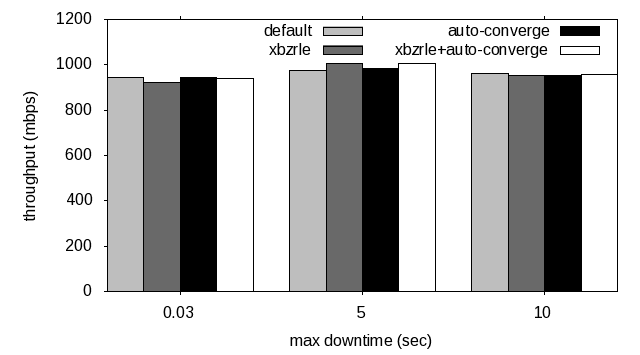 1200
1000
800
600
400
200
0
throughput (mbps)
default
xbzrle
auto-converge
xbzrle+auto-converge
0.03
5
10
max downtime (sec)